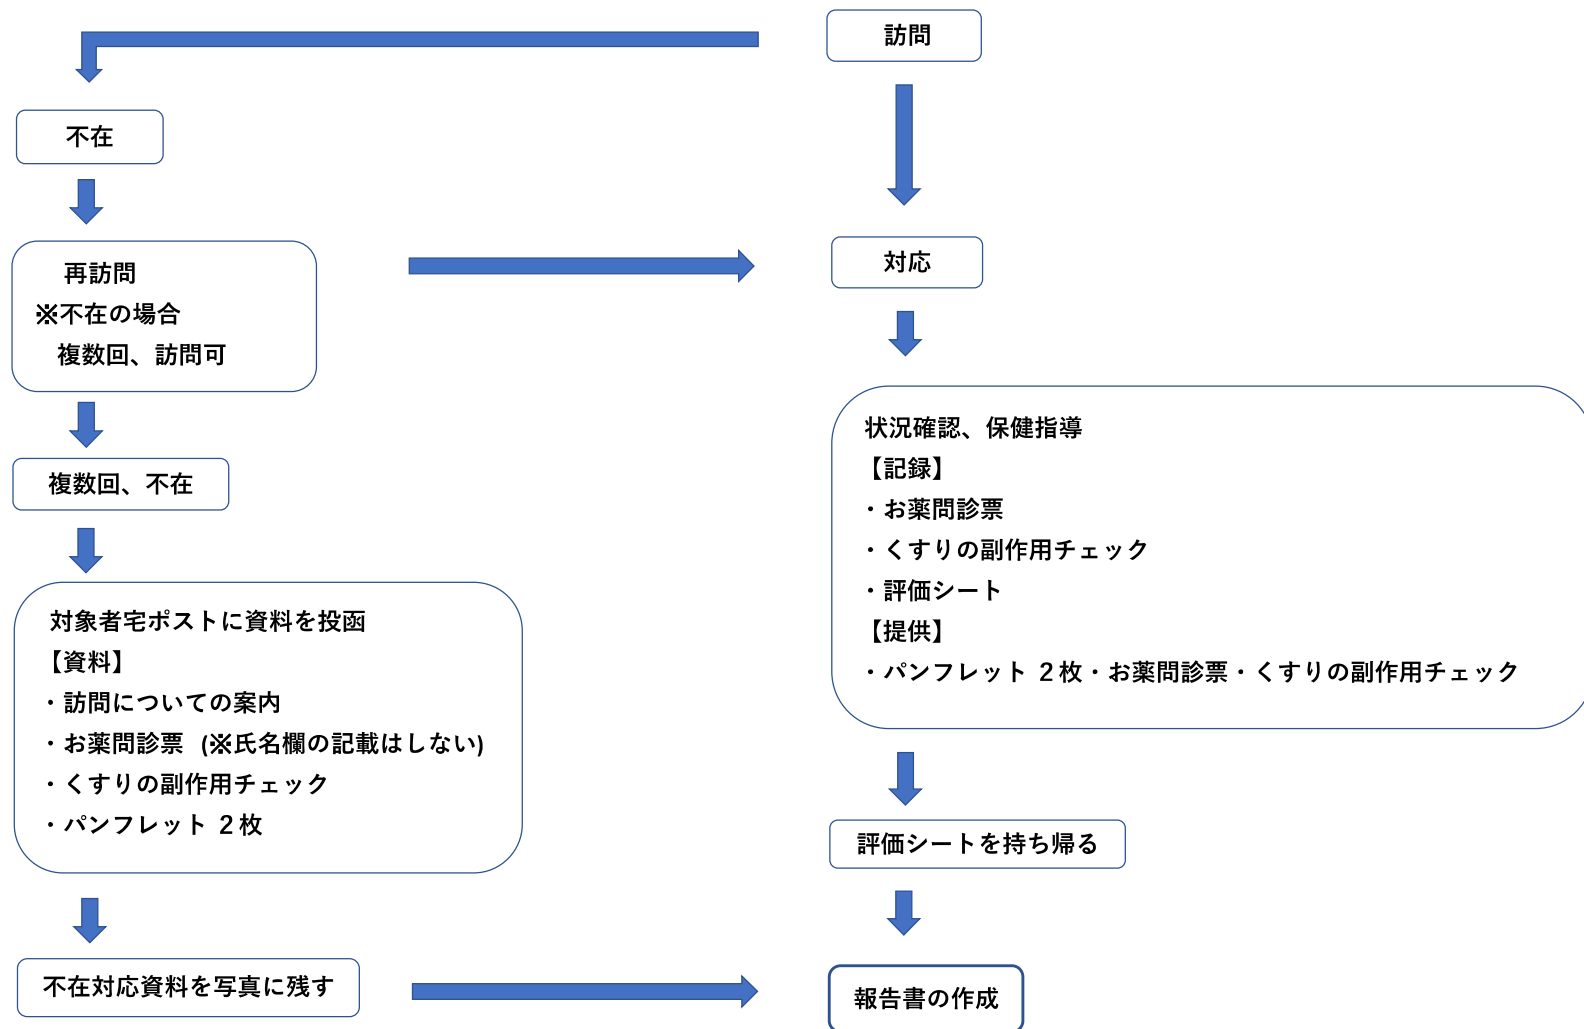 訪問
不在
再訪問
※不在の場合
複数回、訪問可
対応
複数回、不在
状況確認、保健指導
【記録】
・お薬問診票
・くすりの副作用チェック
・評価シート
【提供】
・パンフレット 2枚・お薬問診票・くすりの副作用チェック
対象者宅ポストに資料を投函
【資料】
・訪問についての案内
・お薬問診票 (※氏名欄の記載はしない)
・くすりの副作用チェック
・パンフレット 2枚
評価シートを持ち帰る
不在対応資料を写真に残す
報告書の作成